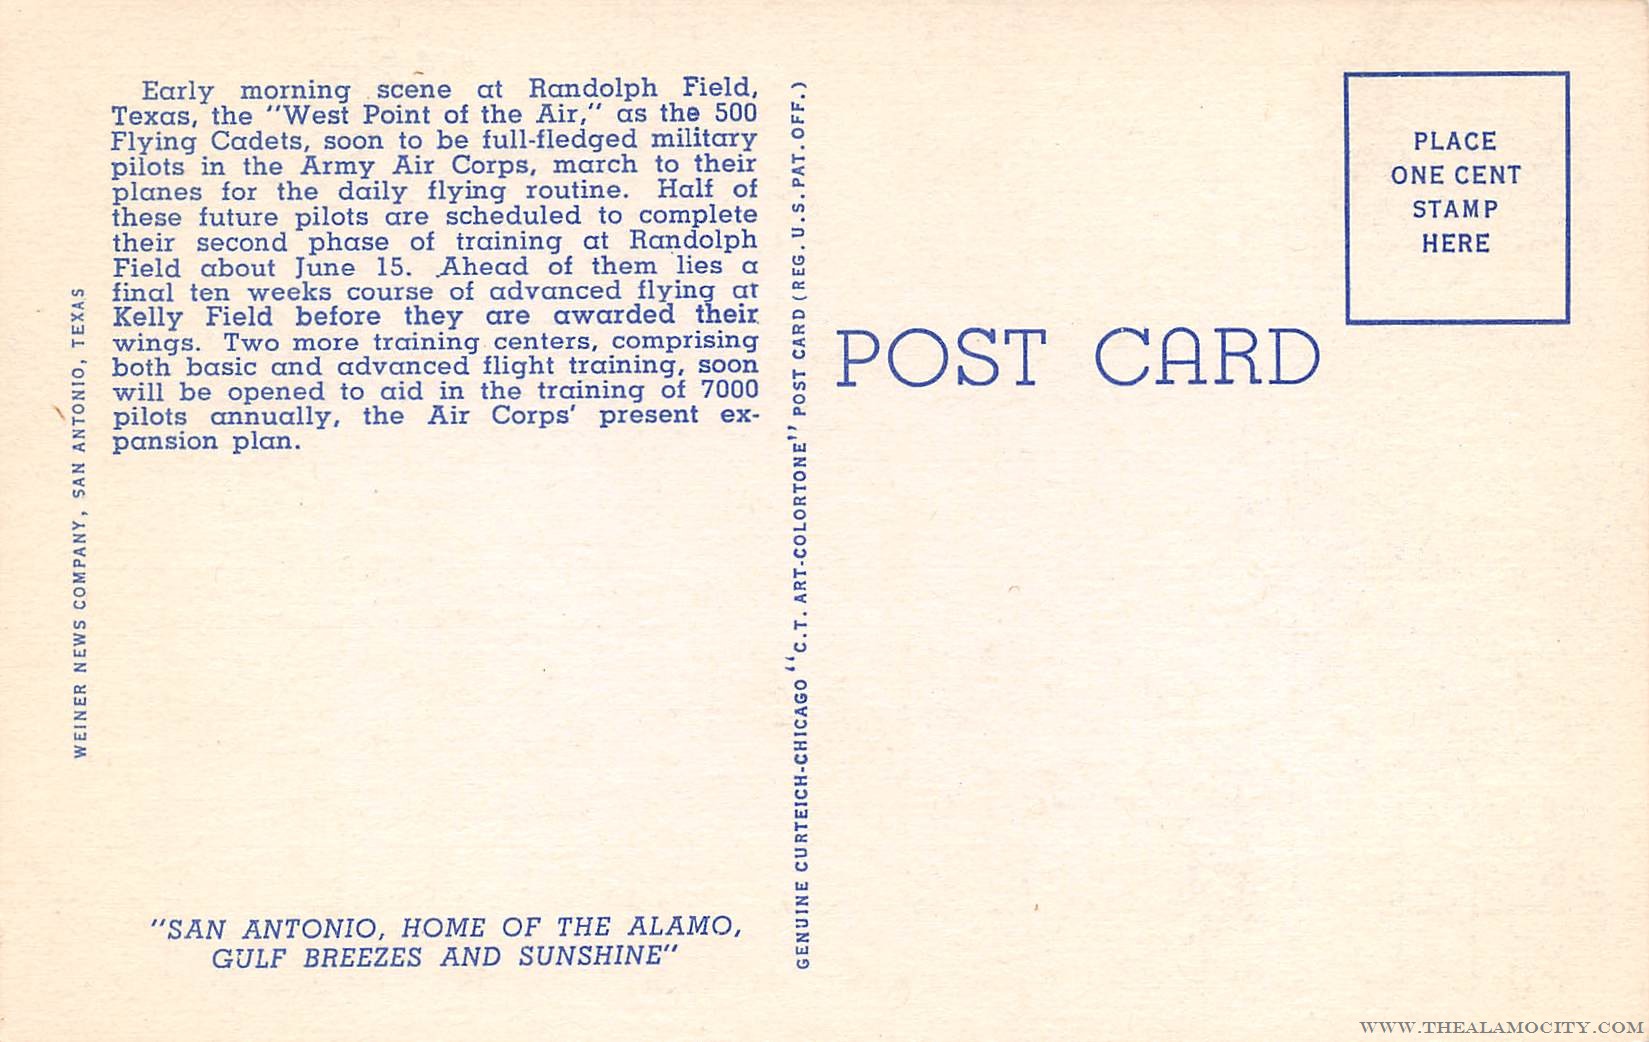 Early morning scene at Randolph Field,
Texas, the "West Point of the Air," as the 500
Flying Cadets, soon to be full-fledged military
pilots in the Army Air Corps, march to their
planes for the daily flying routine. Half of
these future pilots are scheduled to complete
their second phase of training at Randolph
Field about June 15. Ahead of them lies a
final ten weeks course of advanced flying at
Kelly Field before they are awarded their
wings. Two more training centers, comprising
both basic and advanced flight training, soon
will be opened to aid in the training of 7000
pilots annually, the Air Corps' present ex-
pansion plan.
WEINER NEWS COMPANY, SAN ANTONIO, TEXAS
"SAN ANTONIO, HOME OF THE ALAMO,
GULF BREEZES AND SUNSHINE"
GENUINE CURTEICH-CHICAGO "C.T. ART-COLORTONE" POST CARD (REG. U.S. PAT. OFF.)
POST CARD
PLACE
ONE CENT
STAMP
HERE
WWW.THEALAMOCITY.COM